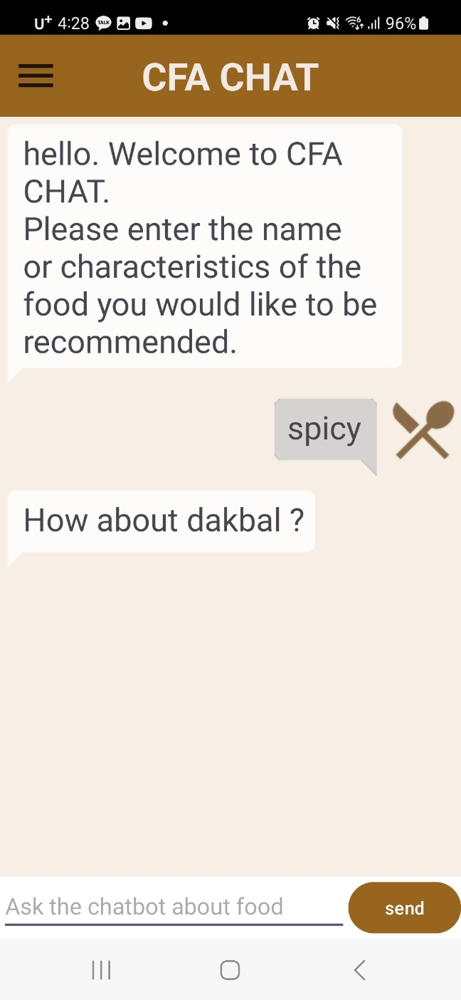 U+ 4:28 TALK 96%
CFA CHAT
hello. Welcome to CFA
CHAT.
Please enter the name
or characteristics of the
food you would like to be
recommended.
spicy
How about dakbal ?
Ask the chatbot about food
send